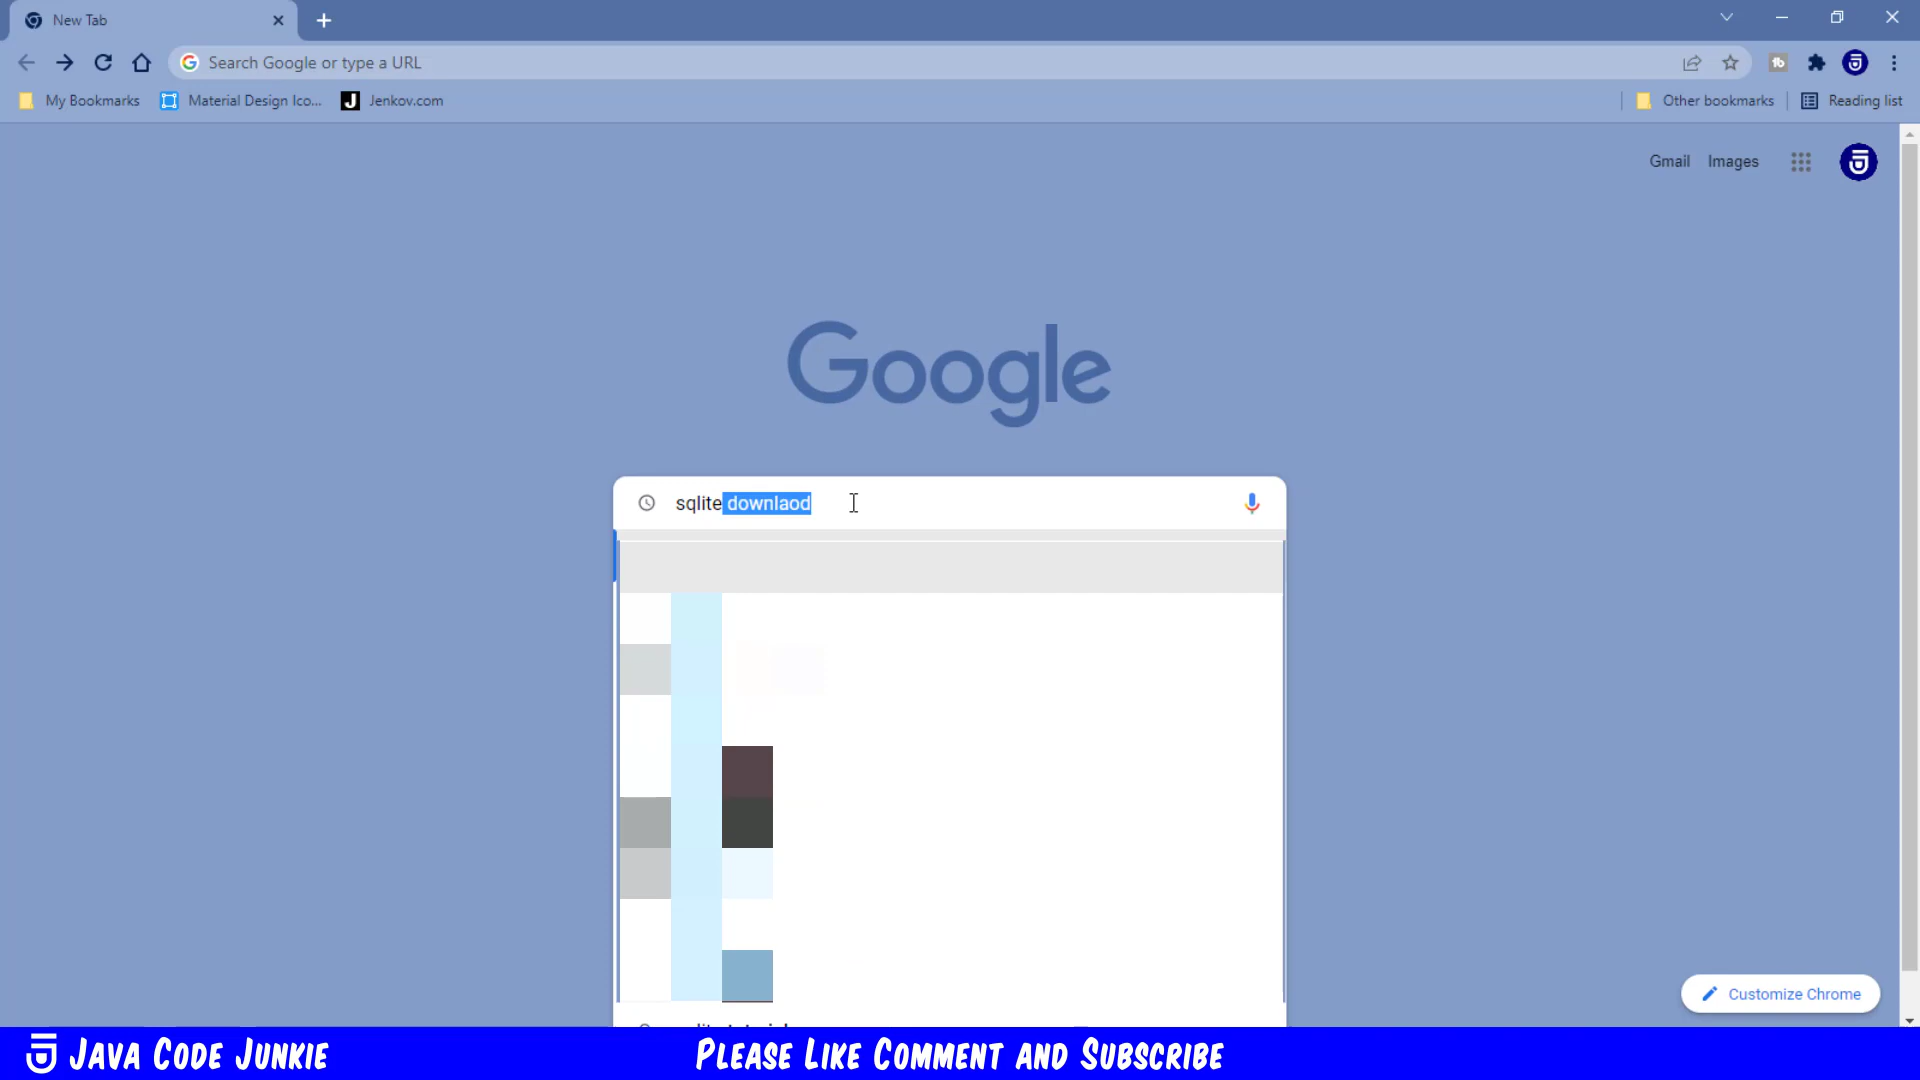 New Tab
Search Google or type a URL
My Bookmarks
Material Design Ico...
Jenkov.com
Other bookmarks
Reading list
Gmail
Images
Google
sqlite downlaod
Customize Chrome
JAVA CODE JUNKIE
PLEASE LIKE COMMENT AND SUBSCRIBE